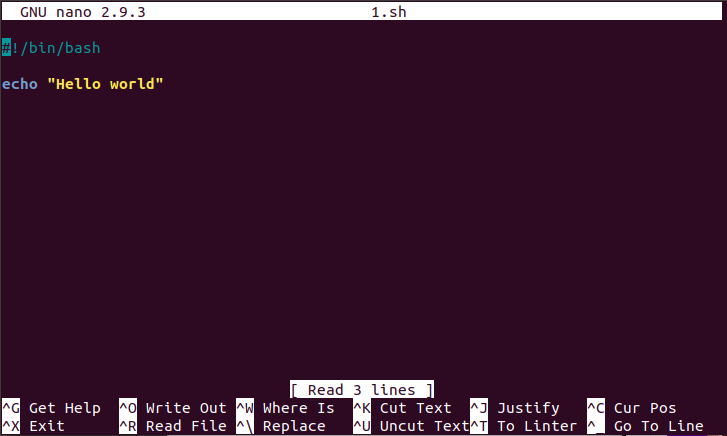 GNU nano 2.9.3 1.sh
#!/bin/bash
echo "Hello world"
[ Read 3 lines ]
^G Get Help ^O Write Out ^W Where Is ^K Cut Text ^J Justify ^C Cur Pos
^X Exit ^R Read File ^\ Replace ^U Uncut Text ^T To Linter ^_ Go To Line